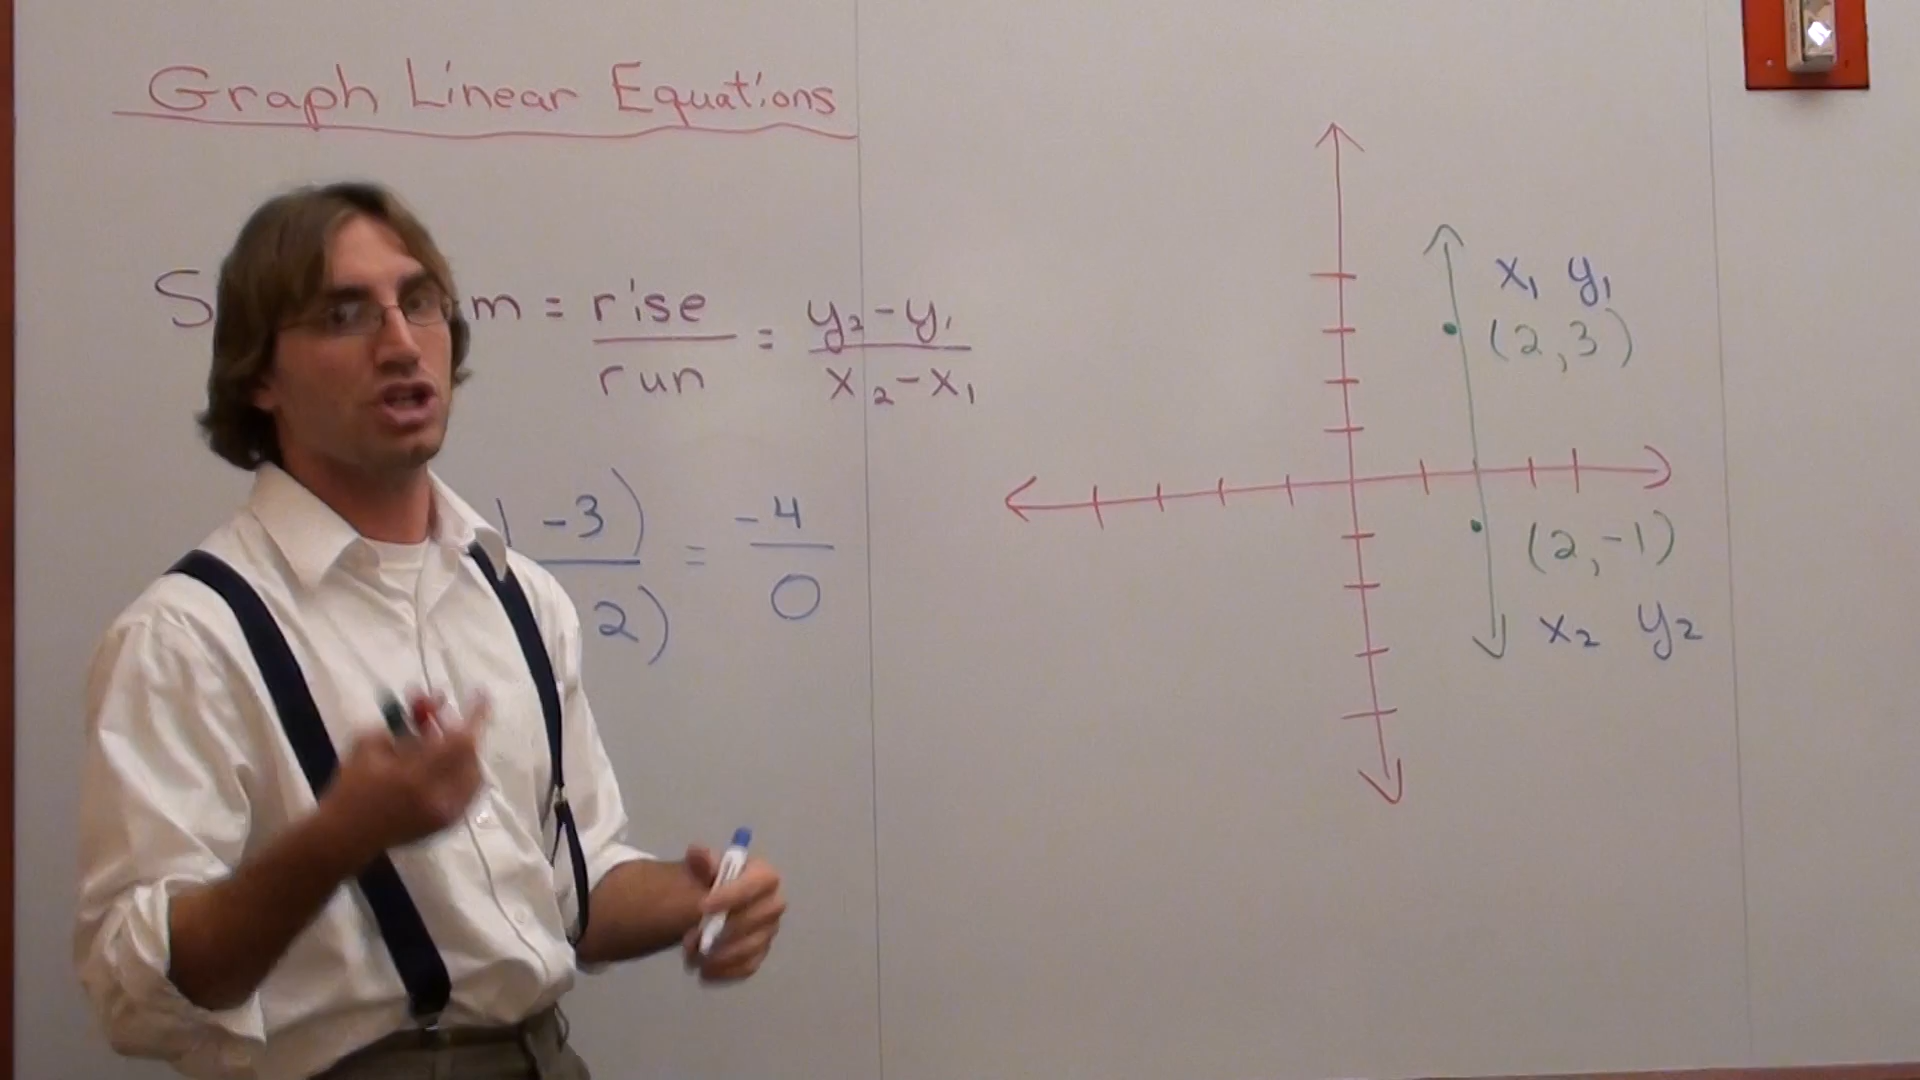 Graph Linear Equations
m = rise = y₂-y₁
run x₂-x₁
-3) = -4
2) 0
x₁ y₁
(2,3)
(2,-1)
x₂ y₂